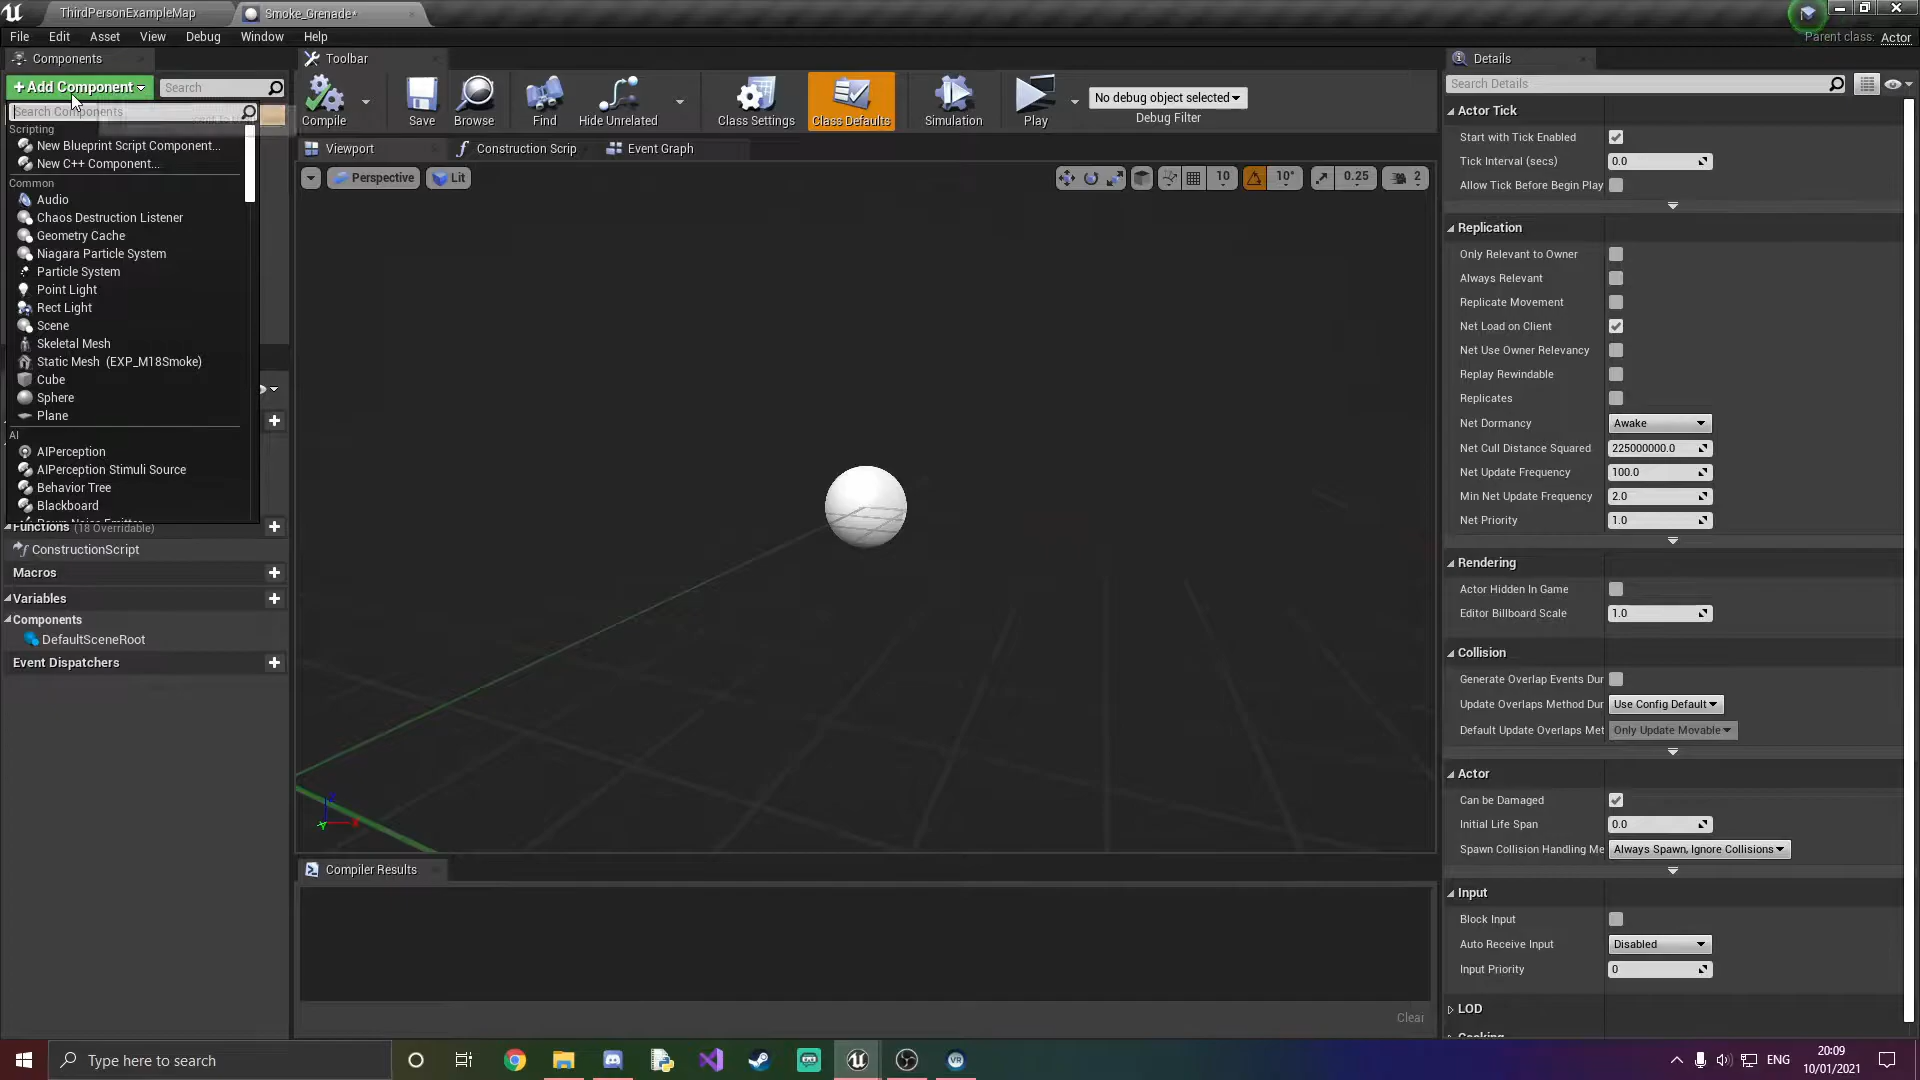 ThirdPersonExampleMap
Smoke_Grenade*
File Edit Asset View Debug Window Help
Parent class: Actor
Components
+Add Component
Search
Search Components
Scripting
New Blueprint Script Component...
New C++ Component...
Common
Audio
Chaos Destruction Listener
Geometry Cache
Niagara Particle System
Particle System
Point Light
Rect Light
Scene
Skeletal Mesh
Static Mesh (EXP_M18Smoke)
Cube
Sphere
Plane
AI
AIPerception
AIPerception Stimuli Source
Behavior Tree
Blackboard
Functions (18 Overridable)
ConstructionScript
Macros
Variables
Components
DefaultSceneRoot
Event Dispatchers
Toolbar
Compile
Save
Browse
Find
Hide Unrelated
Class Settings
Class Defaults
Simulation
Play
No debug object selected
Debug Filter
Viewport
Construction Scrip
Event Graph
Perspective
Lit
10
10°
0.25
2
Compiler Results
Clear
Details
Search Details
Actor Tick
Start with Tick Enabled
Tick Interval (secs) 0.0
Allow Tick Before Begin Play
Replication
Only Relevant to Owner
Always Relevant
Replicate Movement
Net Load on Client
Net Use Owner Relevancy
Replay Rewindable
Replicates
Net Dormancy Awake
Net Cull Distance Squared 225000000.0
Net Update Frequency 100.0
Min Net Update Frequency 2.0
Net Priority 1.0
Rendering
Actor Hidden In Game
Editor Billboard Scale 1.0
Collision
Generate Overlap Events Dur
Update Overlaps Method Dur Use Config Default
Default Update Overlaps Met Only Update Movable
Actor
Can be Damaged
Initial Life Span 0.0
Spawn Collision Handling Me Always Spawn, Ignore Collisions
Input
Block Input
Auto Receive Input Disabled
Input Priority 0
LOD
Type here to search
ENG
20:09
10/01/2021